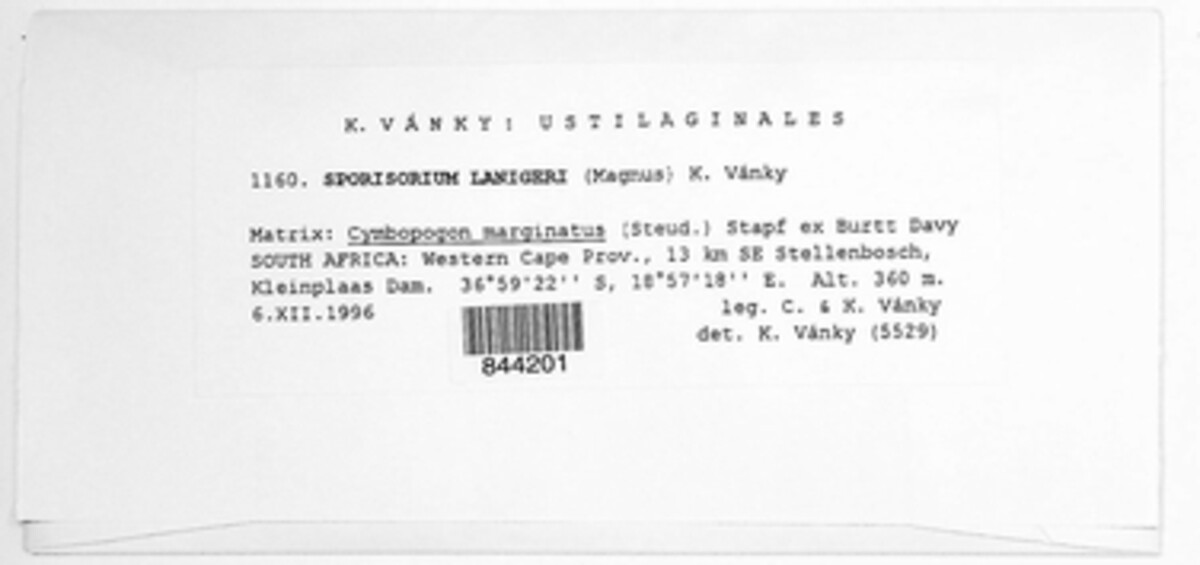 K. VÁNKY: USTILAGINALES
1160. SPORISORIUM LANIGERI (Magnus) K. Vánky
Matrix: Cymbopogon marginatus (Steud.) Stapf ex Burtt Davy
SOUTH AFRICA: Western Cape Prov., 13 km SE Stellenbosch,
Kleinplaas Dam. 36°59'22'' S, 18°57'18'' E. Alt. 360 m.
6.XII.1996 leg. C. & K. Vánky
det. K. Vánky (5529)
844201